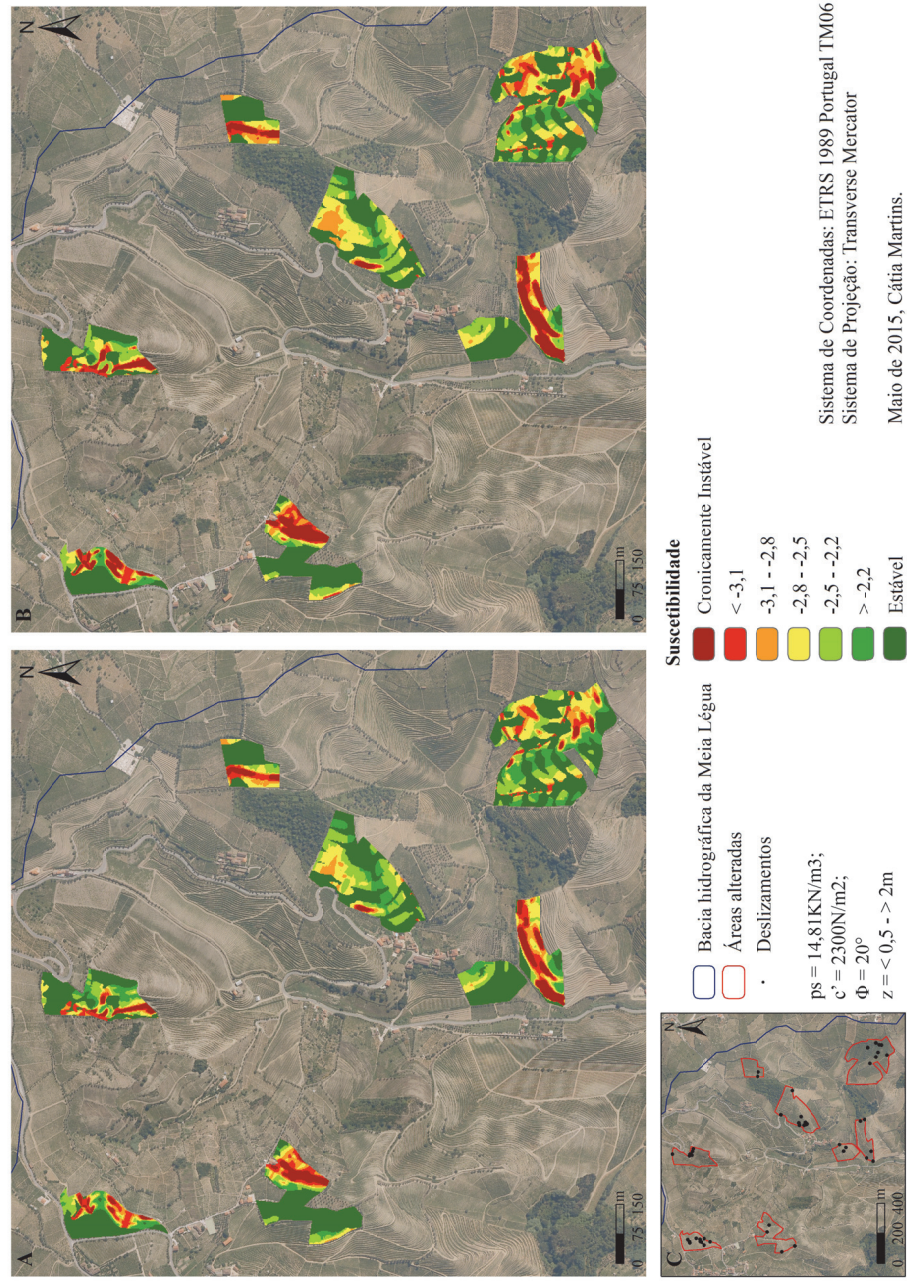 A
N
0 75 150
m
B
N
0 75 150
m
C
N
0 200 400
m
Bacia hidrográfica da Meia Légua
Áreas alteradas
Deslizamentos
ps = 14,81KN/m3;
c' = 2300N/m2;
Φ = 20°
z = < 0,5 - > 2m
Suscetibilidade
Cronicamente Instável
< -3,1
-3,1 - -2,8
-2,8 - -2,5
-2,5 - -2,2
> -2,2
Estável
Sistema de Coordenadas: ETRS 1989 Portugal TM06
Sistema de Projeção: Transverse Mercator
Maio de 2015, Cátia Martins.